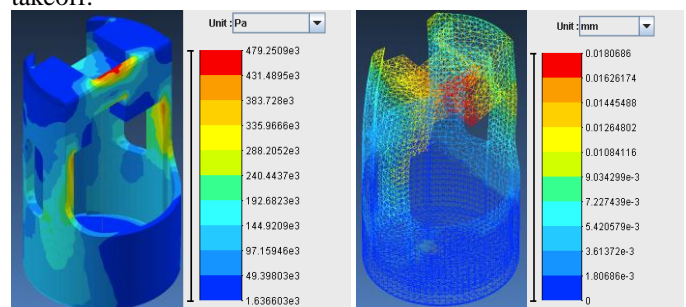 takeoff.
Unit : Pa
479.2509e3
431.4895e3
383.728e3
335.9666e3
288.2052e3
240.4437e3
192.6823e3
144.9209e3
97.15946e3
49.39803e3
1.636603e3
Unit : mm
0.0180686
0.01626174
0.01445488
0.01264802
0.01084116
9.034299e-3
7.227439e-3
5.420579e-3
3.61372e-3
1.80686e-3
0